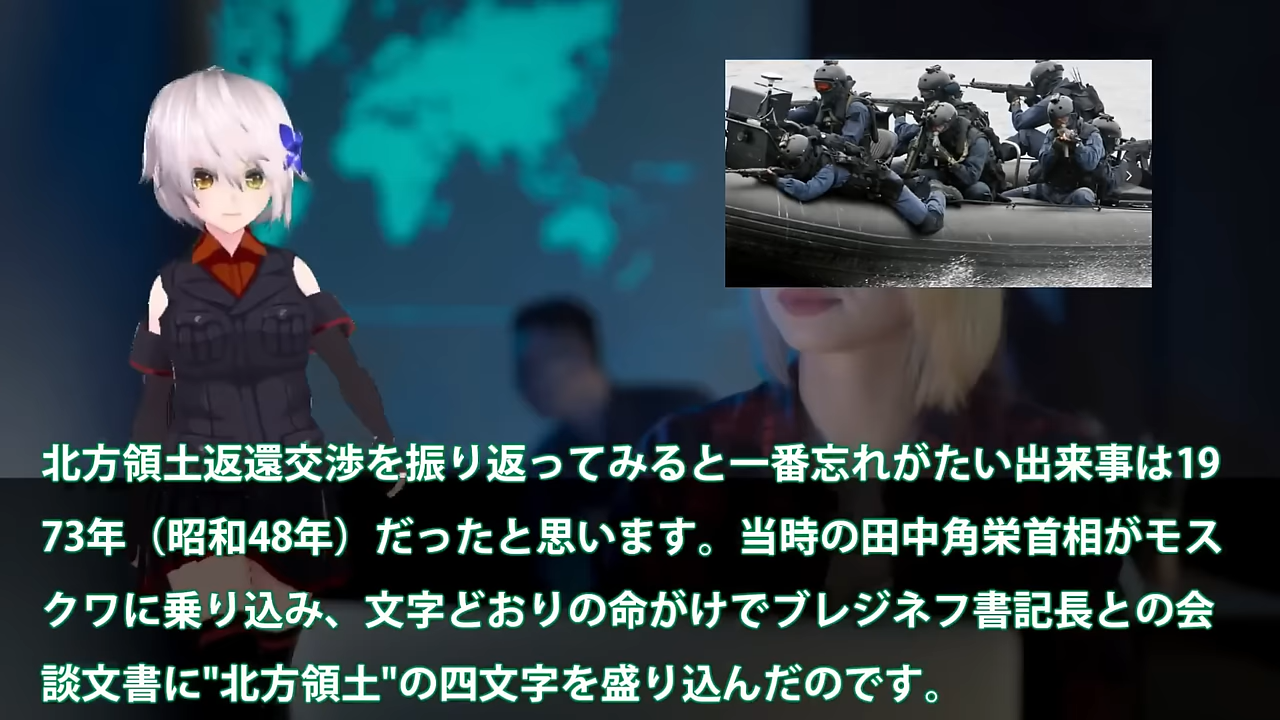 北方領土返還交渉を振り返ってみると一番忘れがたい出来事は19
73年（昭和48年）だったと思います。当時の田中角栄首相がモス
クワに乗り込み、文字どおりの命がけでブレジネフ書記長との会
談文書に"北方領土"の四文字を盛り込んだのです。